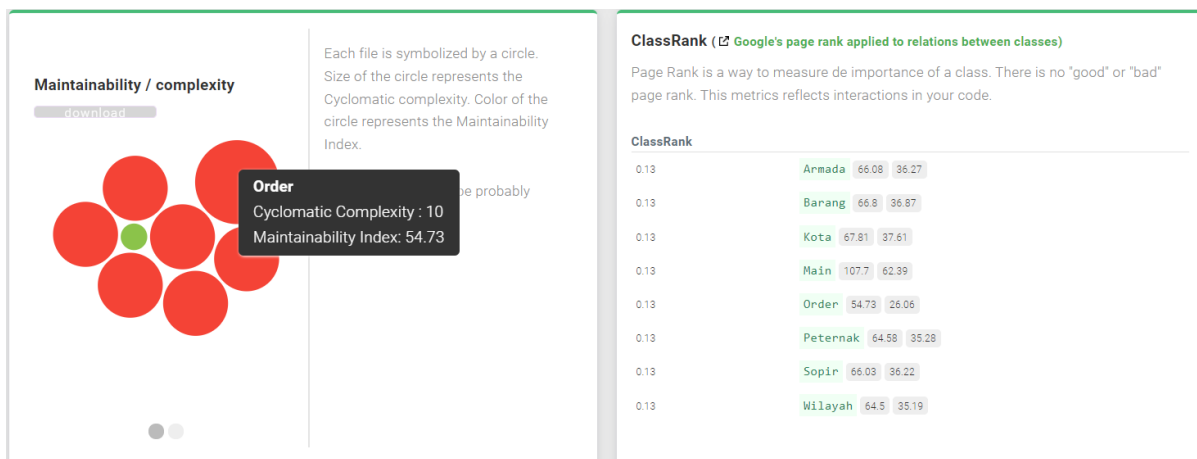 Maintainability / complexity
download
Each file is symbolized by a circle.
Size of the circle represents the
Cyclomatic complexity. Color of the
circle represents the Maintainability
Index.
be probably
Order
Cyclomatic Complexity : 10
Maintainability Index: 54.73
ClassRank ( Google's page rank applied to relations between classes)
Page Rank is a way to measure de importance of a class. There is no "good" or "bad"
page rank. This metrics reflects interactions in your code.
ClassRank
0.13 Armada 66.08 36.27
0.13 Barang 66.8 36.87
0.13 Kota 67.81 37.61
0.13 Main 107.7 62.39
0.13 Order 54.73 26.06
0.13 Peternak 64.58 35.28
0.13 Sopir 66.03 36.22
0.13 Wilayah 64.5 35.19